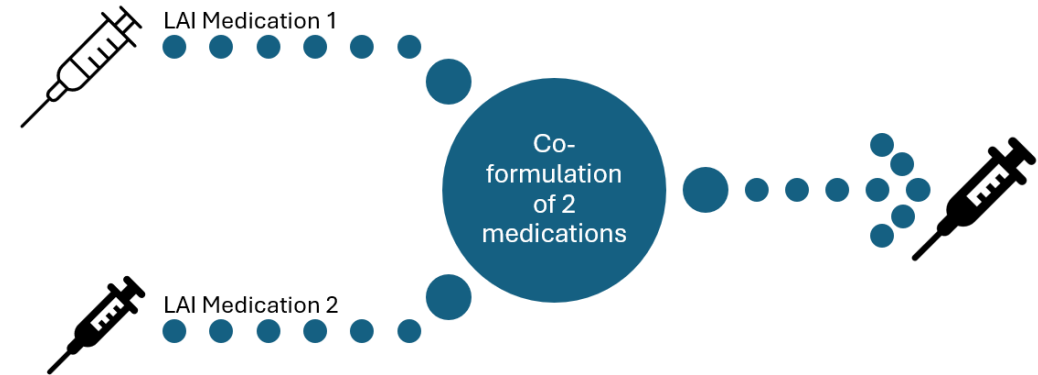 LAI Medication 1
Co-
formulation
of 2
medications
LAI Medication 2